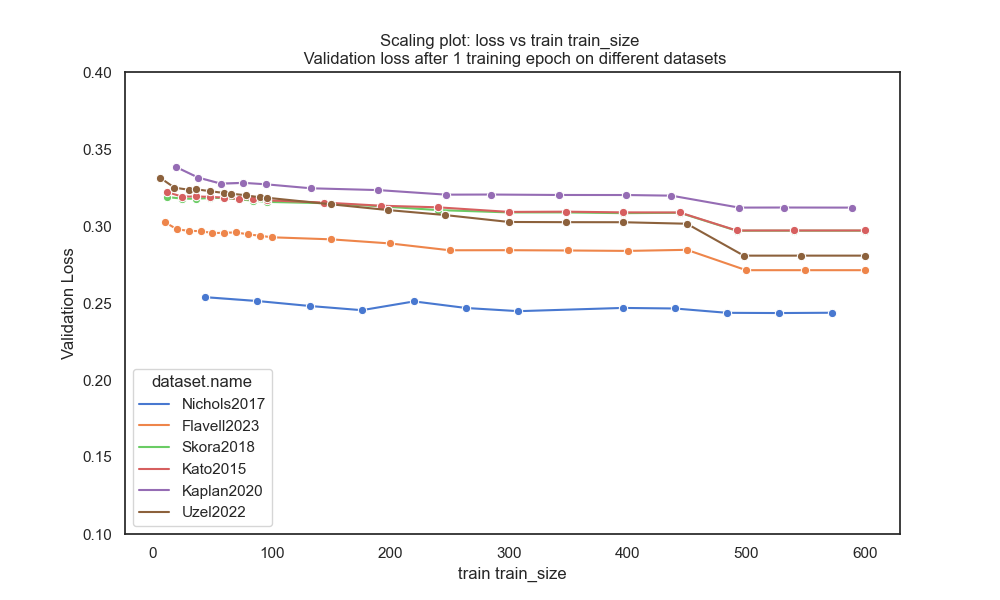 Scaling plot: loss vs train train_size
Validation loss after 1 training epoch on different datasets
0.40
0.35
0.30
0.25
0.20
0.15
0.10
Validation Loss
dataset.name
Nichols2017
Flavell2023
Skora2018
Kato2015
Kaplan2020
Uzel2022
0 100 200 300 400 500 600
train train_size